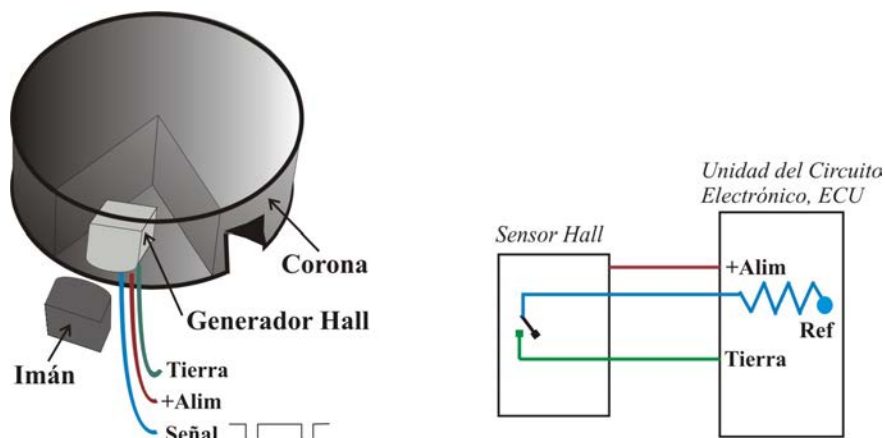 Corona
Generador Hall
Imán
Tierra
+Alim
Señal
Unidad del Circuito
Electrónico, ECU
Sensor Hall
+Alim
Ref
Tierra